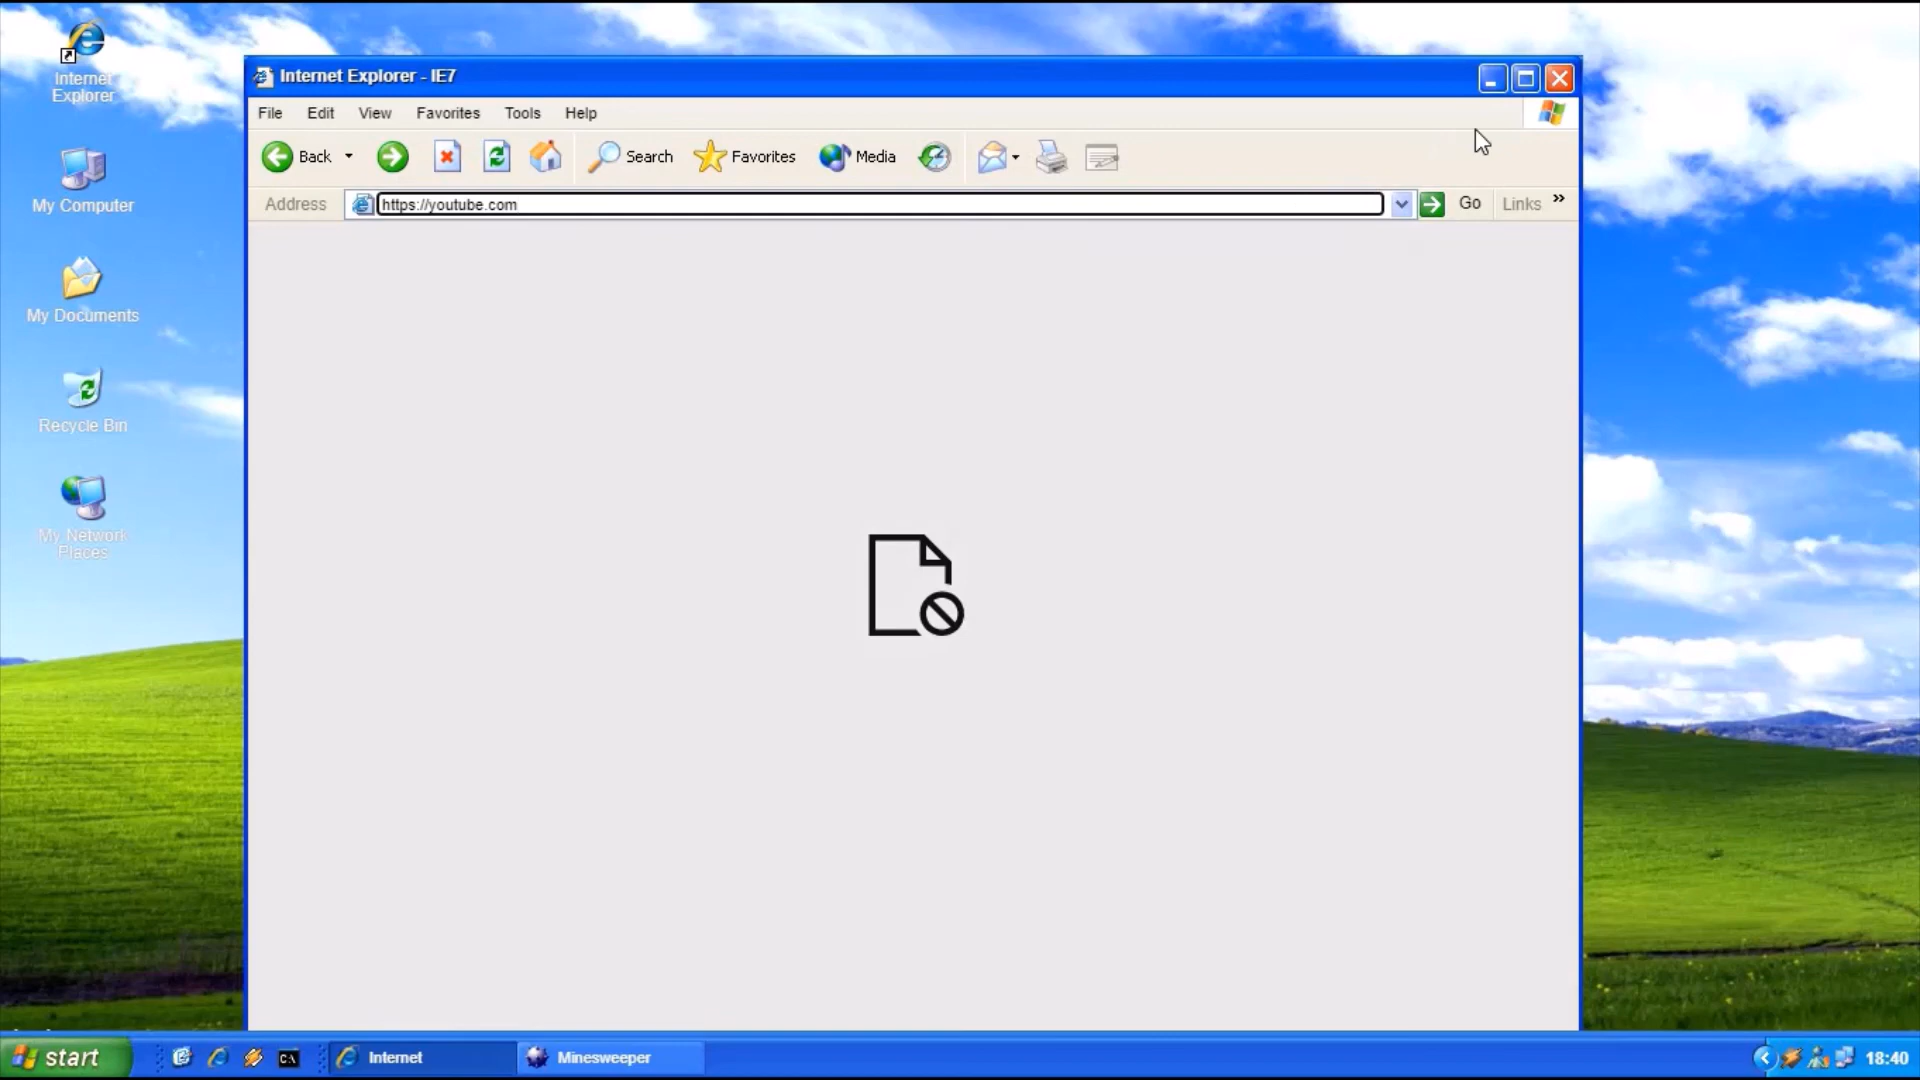 Internet
Explorer
My Computer
My Documents
Recycle Bin
My Network
Places
Internet Explorer - IE7
File Edit View Favorites Tools Help
Back Search Favorites Media
Address https://youtube.com Go Links »
start C:\ Internet Minesweeper 18:40